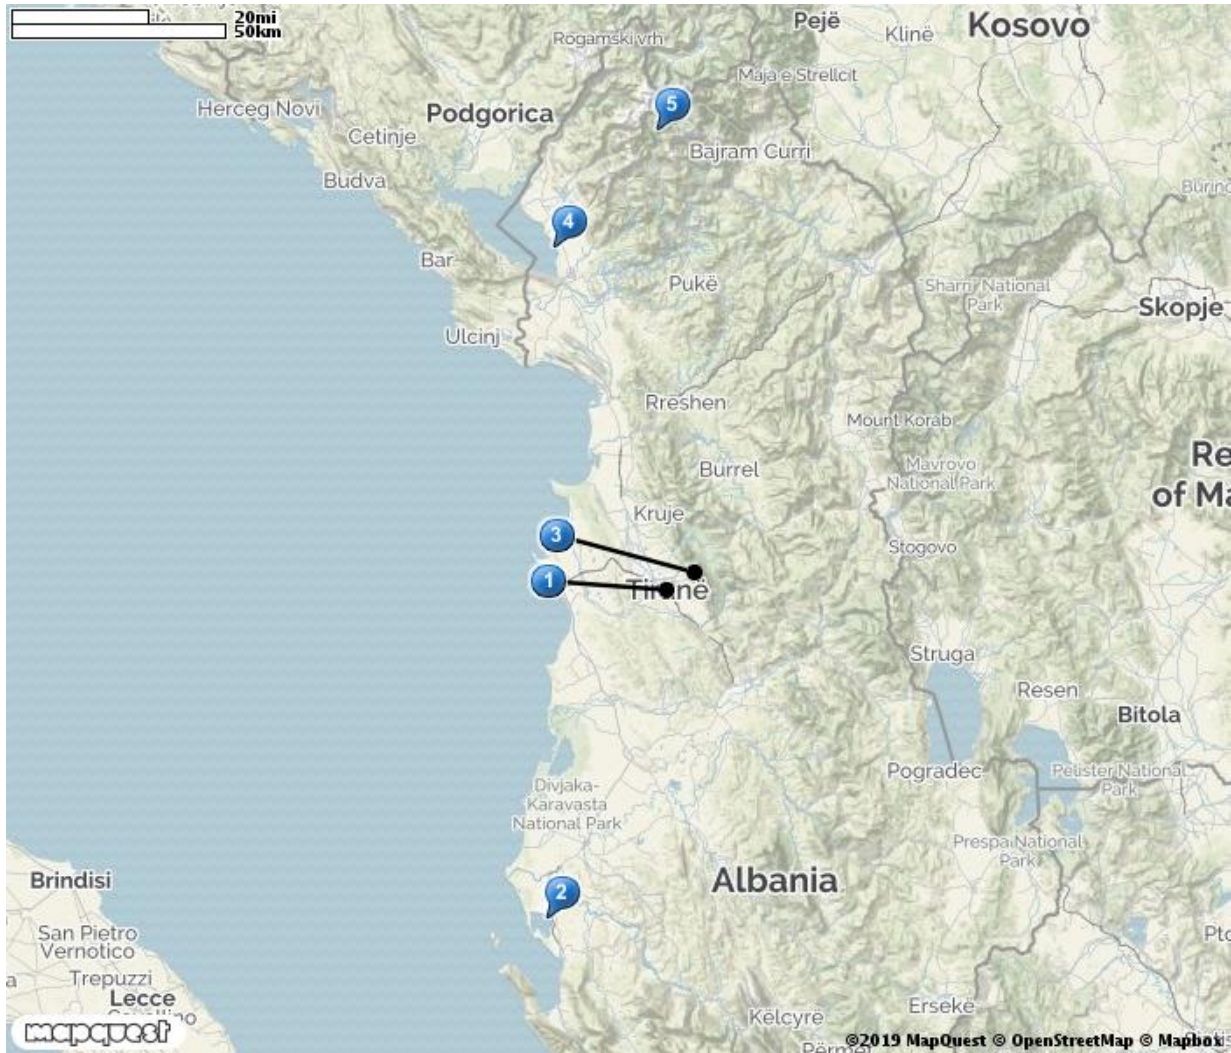 20mi
50km
Pejë
Kosovo
Klinë
Rogamski vrh
Maja e Strellcit
Herceg Novi
Podgorica
5
Cetinje
Bajram Curri
Budva
4
Bar
Pukë
Sharri National
Park
Skopje
Ulcinj
Rreshen
Mount Korab
Burrel
Mavrovo
National Park
Re
of Ma
Kruje
3
Stogovo
1
Tiranë
Struga
Resen
Bitola
Pogradec
Pelister National
Park
Divjaka-
Karavasta
National Park
Prespa National
Park
Brindisi
Albania
2
San Pietro
Vernotico
Trepuzzi
Lecce
Ersekë
Këlcyrë
mapquest
©2019 MapQuest © OpenStreetMap © Mapbox